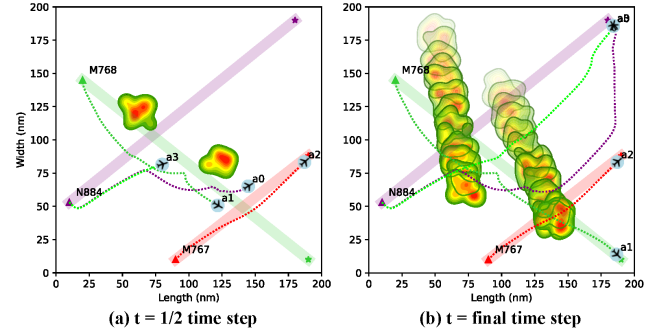 200
175
150
125
100
75
50
25
0
Width (nm)
M768
N884
M767
a3
a0
a1
a2
0 25 50 75 100 125 150 175 200
Length (nm)
(a) t = 1/2 time step
200
175
150
125
100
75
50
25
0
Width (nm)
M768
N884
M767
a2
a1
0 25 50 75 100 125 150 175 200
Length (nm)
(b) t = final time step